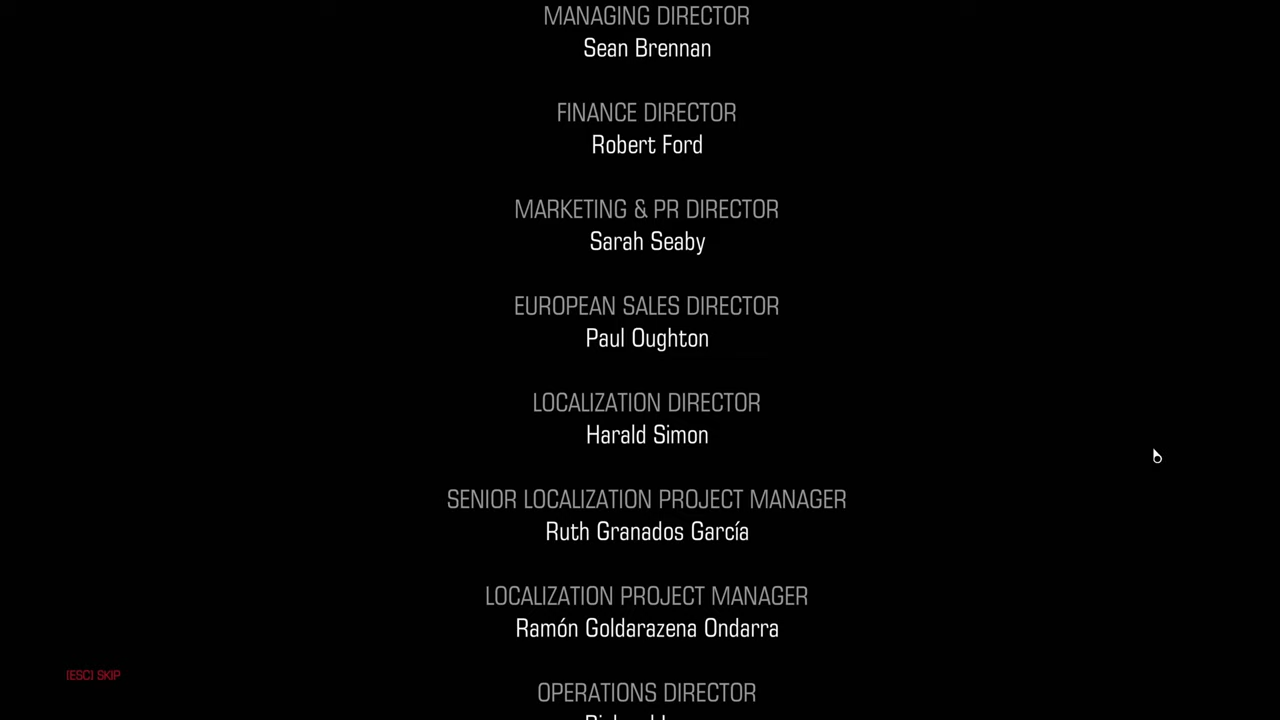 MANAGING DIRECTOR
Sean Brennan
FINANCE DIRECTOR
Robert Ford
MARKETING & PR DIRECTOR
Sarah Seaby
EUROPEAN SALES DIRECTOR
Paul Oughton
LOCALIZATION DIRECTOR
Harald Simon
SENIOR LOCALIZATION PROJECT MANAGER
Ruth Granados García
LOCALIZATION PROJECT MANAGER
Ramón Goldarazena Ondarra
[ESC] SKIP
OPERATIONS DIRECTOR